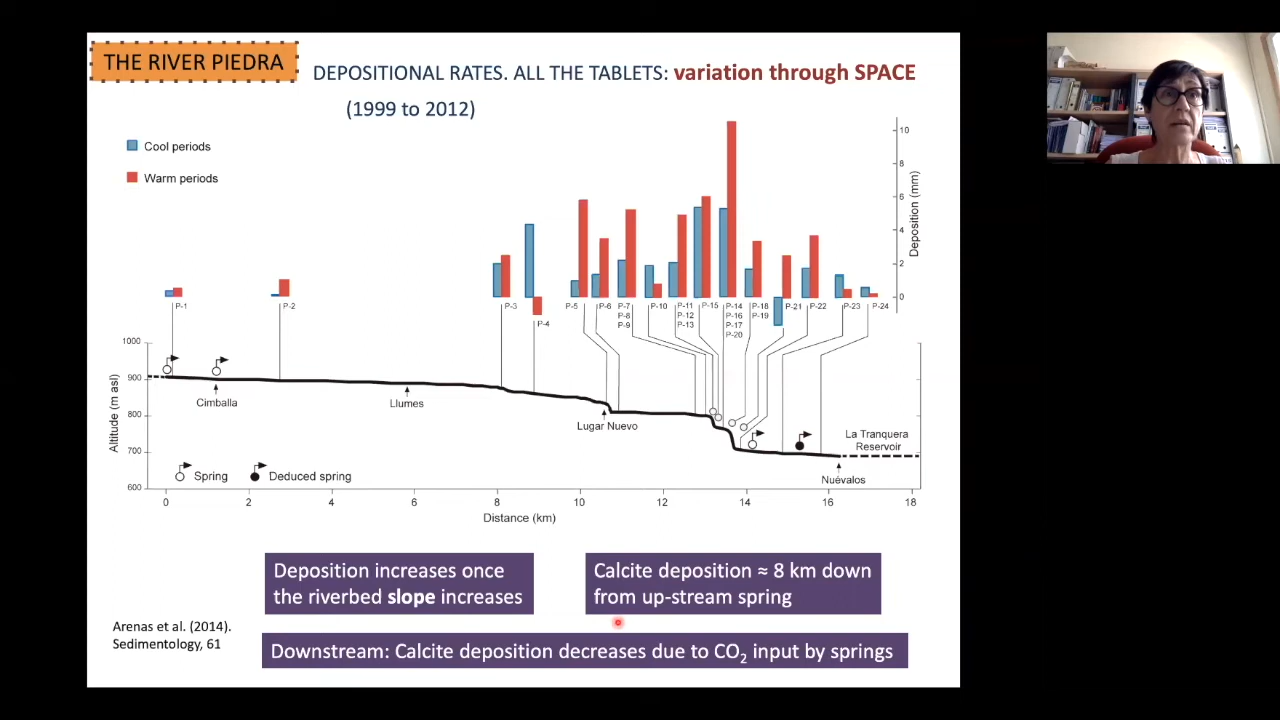 THE RIVER PIEDRA
DEPOSITIONAL RATES. ALL THE TABLETS: variation through SPACE
(1999 to 2012)
Cool periods
Warm periods
10
8
6
4
2
0
Deposition (mm)
P-1
P-2
P-3
P-4
P-5
P-6
P-7
P-8
P-9
P-10
P-11
P-12
P-13
P-15
P-14
P-16
P-17
P-20
P-18
P-19
P-21
P-22
P-23
P-24
1000
900
800
700
600
Altitude (m asl)
Cimballa
Llumes
Lugar Nuevo
La Tranquera
Reservoir
Nuévalos
Spring
Deduced spring
0 2 4 6 8 10 12 14 16 18
Distance (km)
Deposition increases once
the riverbed slope increases
Calcite deposition ≈ 8 km down
from up-stream spring
Arenas et al. (2014).
Sedimentology, 61
Downstream: Calcite deposition decreases due to CO2 input by springs